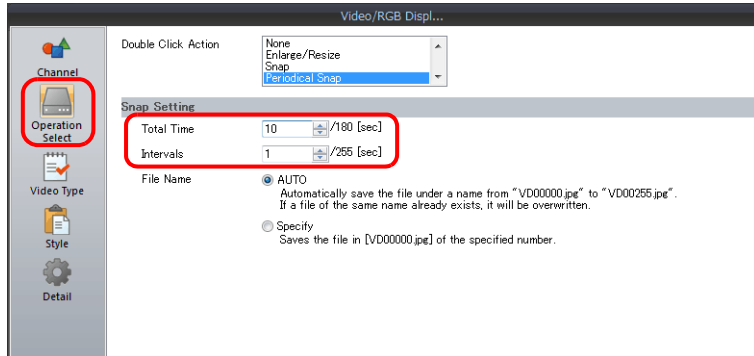 Video/RGB Displ...
Channel
Operation
Select
Video Type
Style
Detail
Double Click Action
None
Enlarge/Resize
Snap
Periodical Snap
Snap Setting
Total Time 10 /180 [sec]
Intervals 1 /255 [sec]
File Name AUTO
Automatically save the file under a name from "VD00000.jpg" to "VD00255.jpg".
If a file of the same name already exists, it will be overwritten.
Specify
Saves the file in [VD00000.jpg] of the specified number.